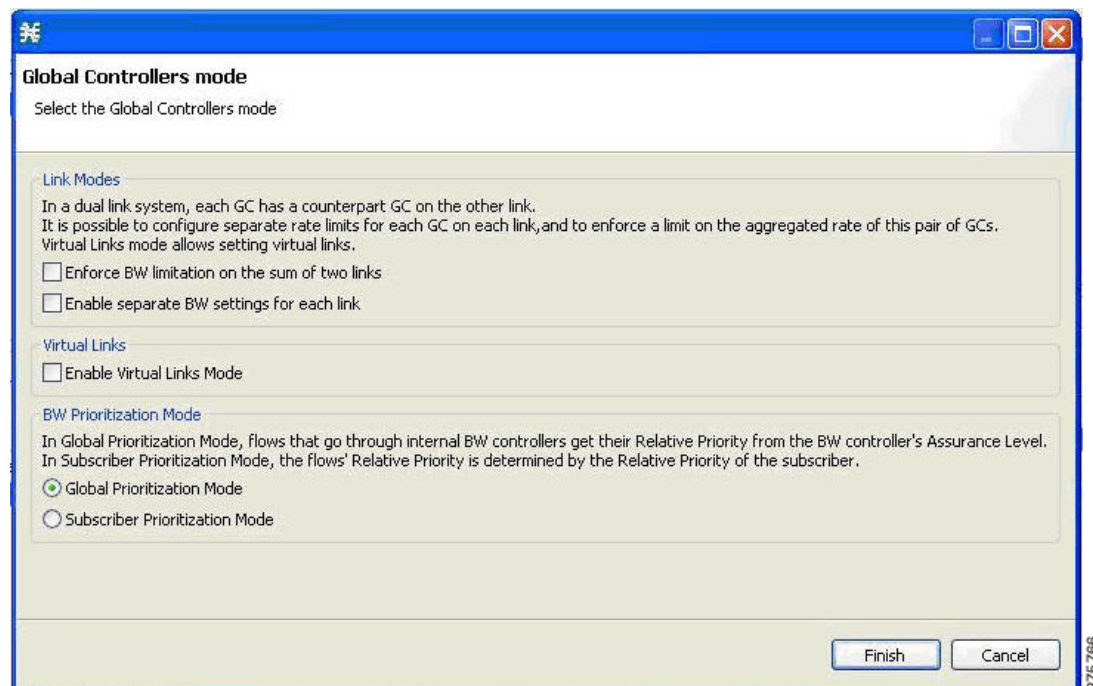 Global Controllers mode
Select the Global Controllers mode
Link Modes
In a dual link system, each GC has a counterpart GC on the other link.
It is possible to configure separate rate limits for each GC on each link,and to enforce a limit on the aggregated rate of this pair of GCs.
Virtual Links mode allows setting virtual links.
Enforce BW limitation on the sum of two links
Enable separate BW settings for each link
Virtual Links
Enable Virtual Links Mode
BW Prioritization Mode
In Global Prioritization Mode, flows that go through internal BW controllers get their Relative Priority from the BW controller's Assurance Level.
In Subscriber Prioritization Mode, the flows' Relative Priority is determined by the Relative Priority of the subscriber.
Global Prioritization Mode
Subscriber Prioritization Mode
Finish
Cancel